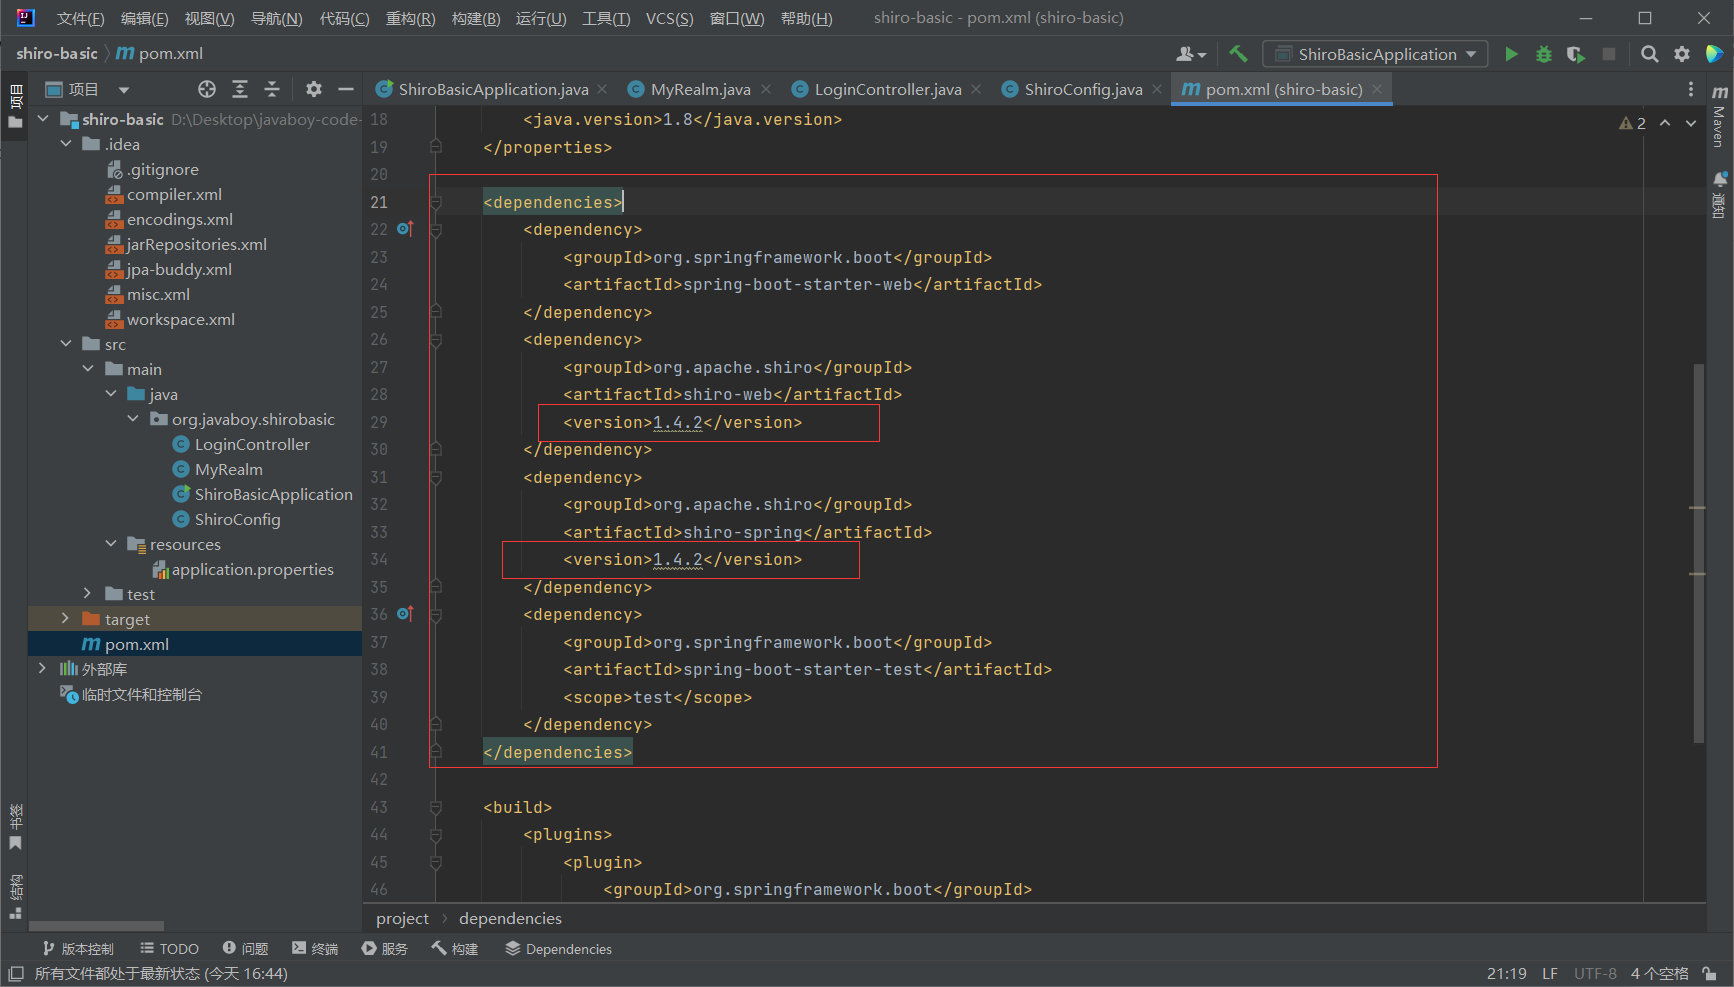 文件(F) 编辑(E) 视图(V) 导航(N) 代码(C) 重构(R) 构建(B) 运行(U) 工具(T) VCS(S) 窗口(W) 帮助(H) shiro-basic - pom.xml (shiro-basic)
shiro-basic m pom.xml
ShiroBasicApplication
项目
项目
ShiroBasicApplication.java MyRealm.java LoginController.java ShiroConfig.java pom.xml (shiro-basic)
shiro-basic D:\Desktop\javaboy-code-
.idea
.gitignore
compiler.xml
encodings.xml
jarRepositories.xml
jpa-buddy.xml
misc.xml
workspace.xml
src
main
java
org.javaboy.shirobasic
LoginController
MyRealm
ShiroBasicApplication
ShiroConfig
resources
application.properties
test
target
pom.xml
外部库
临时文件和控制台
书签
结构
18 <java.version>1.8</java.version>
19 </properties>
20
21 <dependencies>
22 <dependency>
23 <groupId>org.springframework.boot</groupId>
24 <artifactId>spring-boot-starter-web</artifactId>
25 </dependency>
26 <dependency>
27 <groupId>org.apache.shiro</groupId>
28 <artifactId>shiro-web</artifactId>
29 <version>1.4.2</version>
30 </dependency>
31 <dependency>
32 <groupId>org.apache.shiro</groupId>
33 <artifactId>shiro-spring</artifactId>
34 <version>1.4.2</version>
35 </dependency>
36 <dependency>
37 <groupId>org.springframework.boot</groupId>
38 <artifactId>spring-boot-starter-test</artifactId>
39 <scope>test</scope>
40 </dependency>
41 </dependencies>
42
43 <build>
44 <plugins>
45 <plugin>
46 <groupId>org.springframework.boot</groupId>
2
Maven
通知
project dependencies
版本控制 TODO 问题 终端 服务 构建 Dependencies
所有文件都处于最新状态 (今天 16:44) 21:19 LF UTF-8 4 个空格